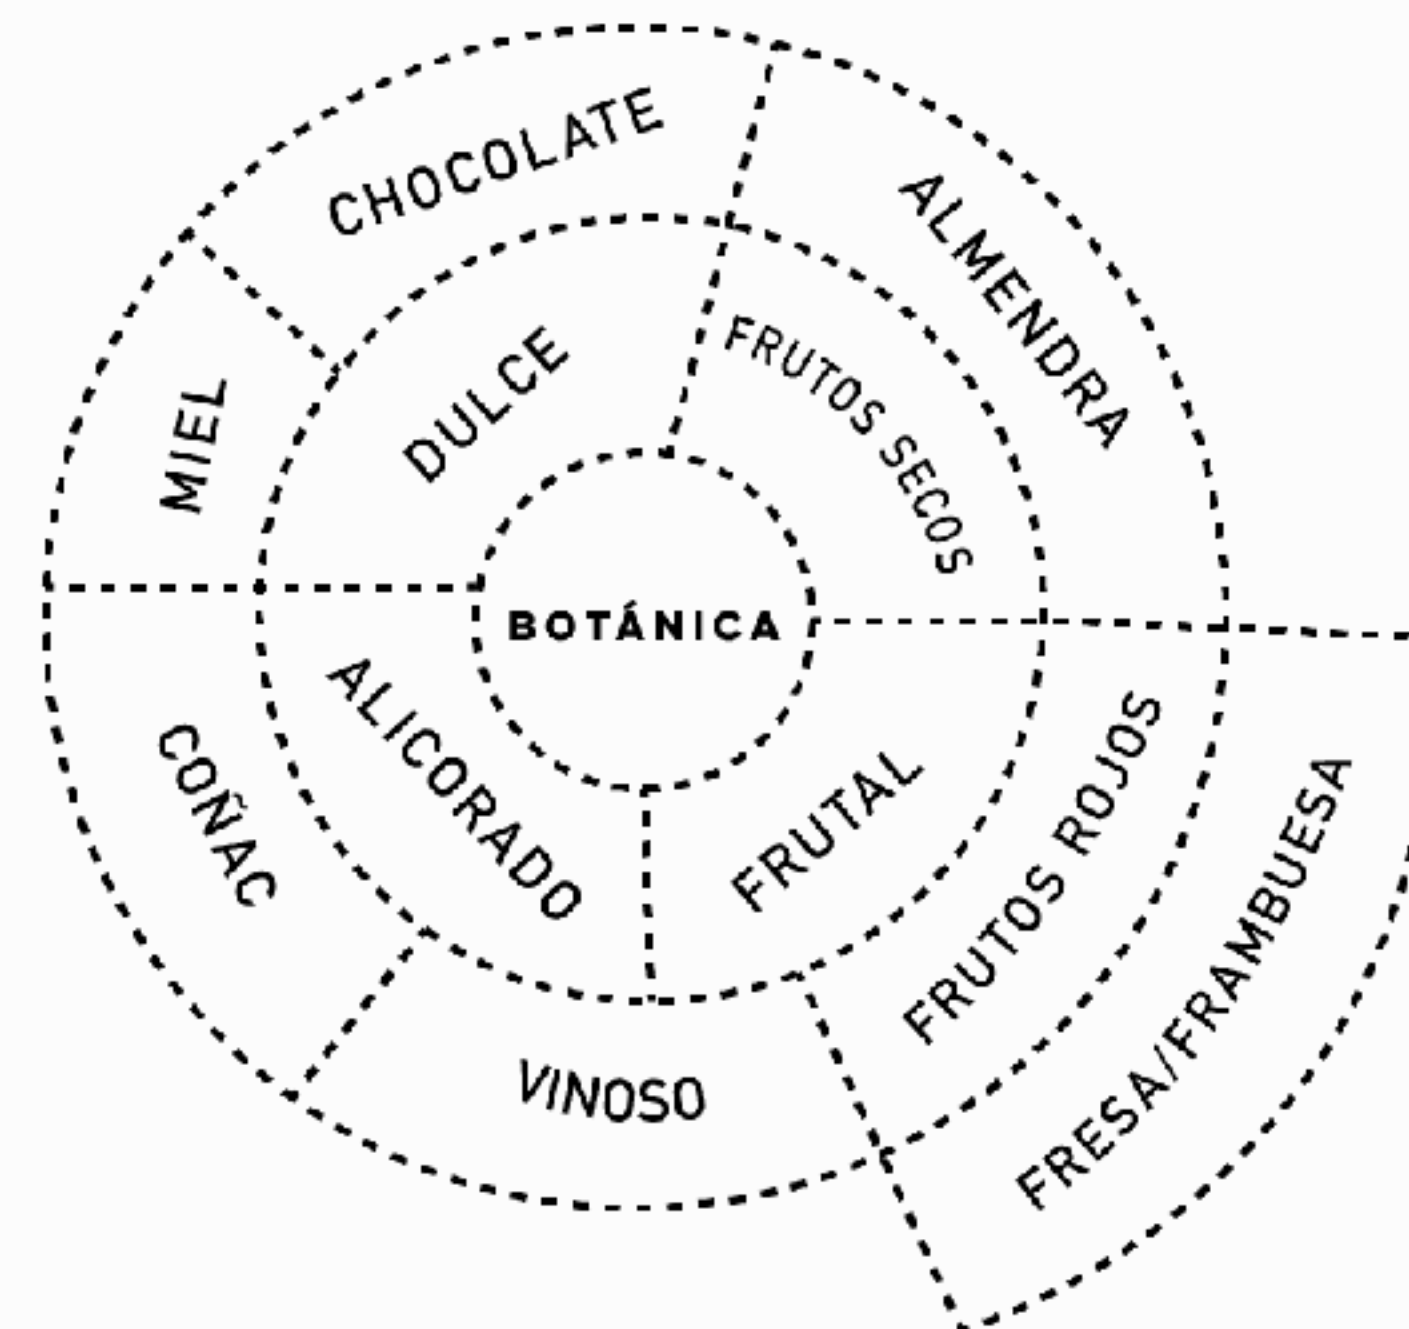 CHOCOLATE
ALMENDRA
MIEL
DULCE
FRUTOS SECOS
BOTÁNICA
ALICORADO
COÑAC
FRUTAL
FRUTOS ROJOS
FRESA/FRAMBUESA
VINOSO